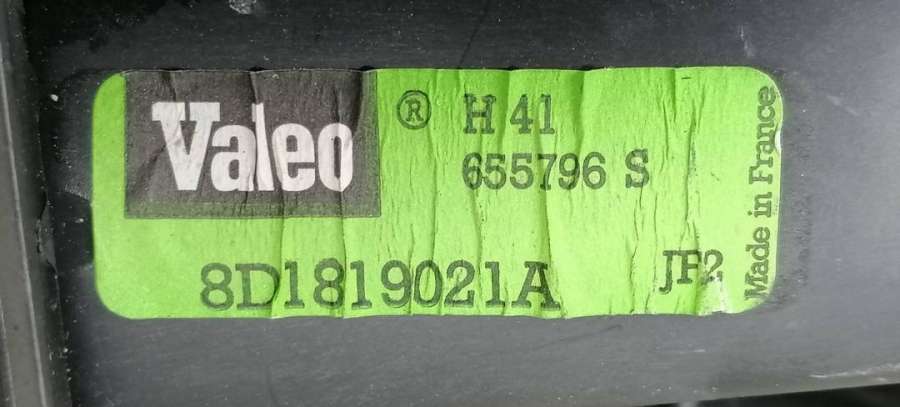 Valeo ®
H 41
655796 S
8D1819021A
JF2
Made in France